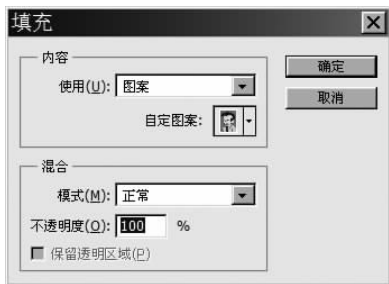 填充
内容
使用(U): 图案
自定图案:
确定
取消
混合
模式(M): 正常
不透明度(O): 100 %
保留透明区域(P)